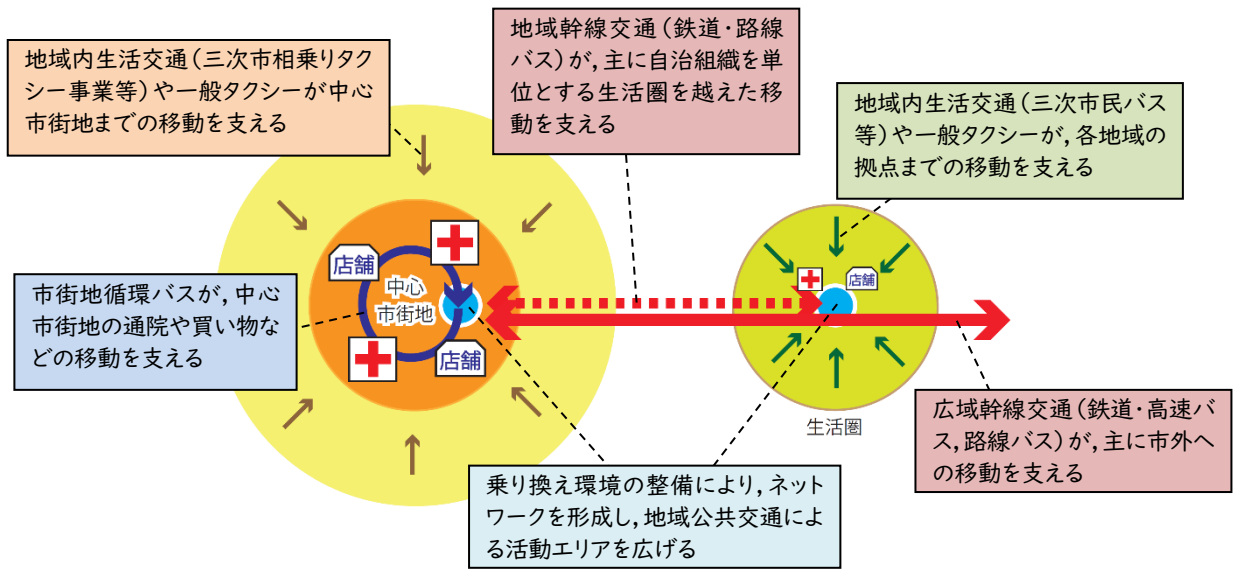 地域内生活交通（三次市相乗りタク
シー事業等）や一般タクシーが中心
市街地までの移動を支える
地域幹線交通（鉄道・路線
バス）が，主に自治組織を単
位とする生活圏を越えた移
動を支える
地域内生活交通（三次市民バス
等）や一般タクシーが，各地域の
拠点までの移動を支える
店舗
中心
市街地
店舗
店舗
市街地循環バスが，中心
市街地の通院や買い物な
どの移動を支える
生活圏
広域幹線交通（鉄道・高速バ
ス，路線バス）が，主に市外へ
の移動を支える
乗り換え環境の整備により，ネット
ワークを形成し，地域公共交通によ
る活動エリアを広げる